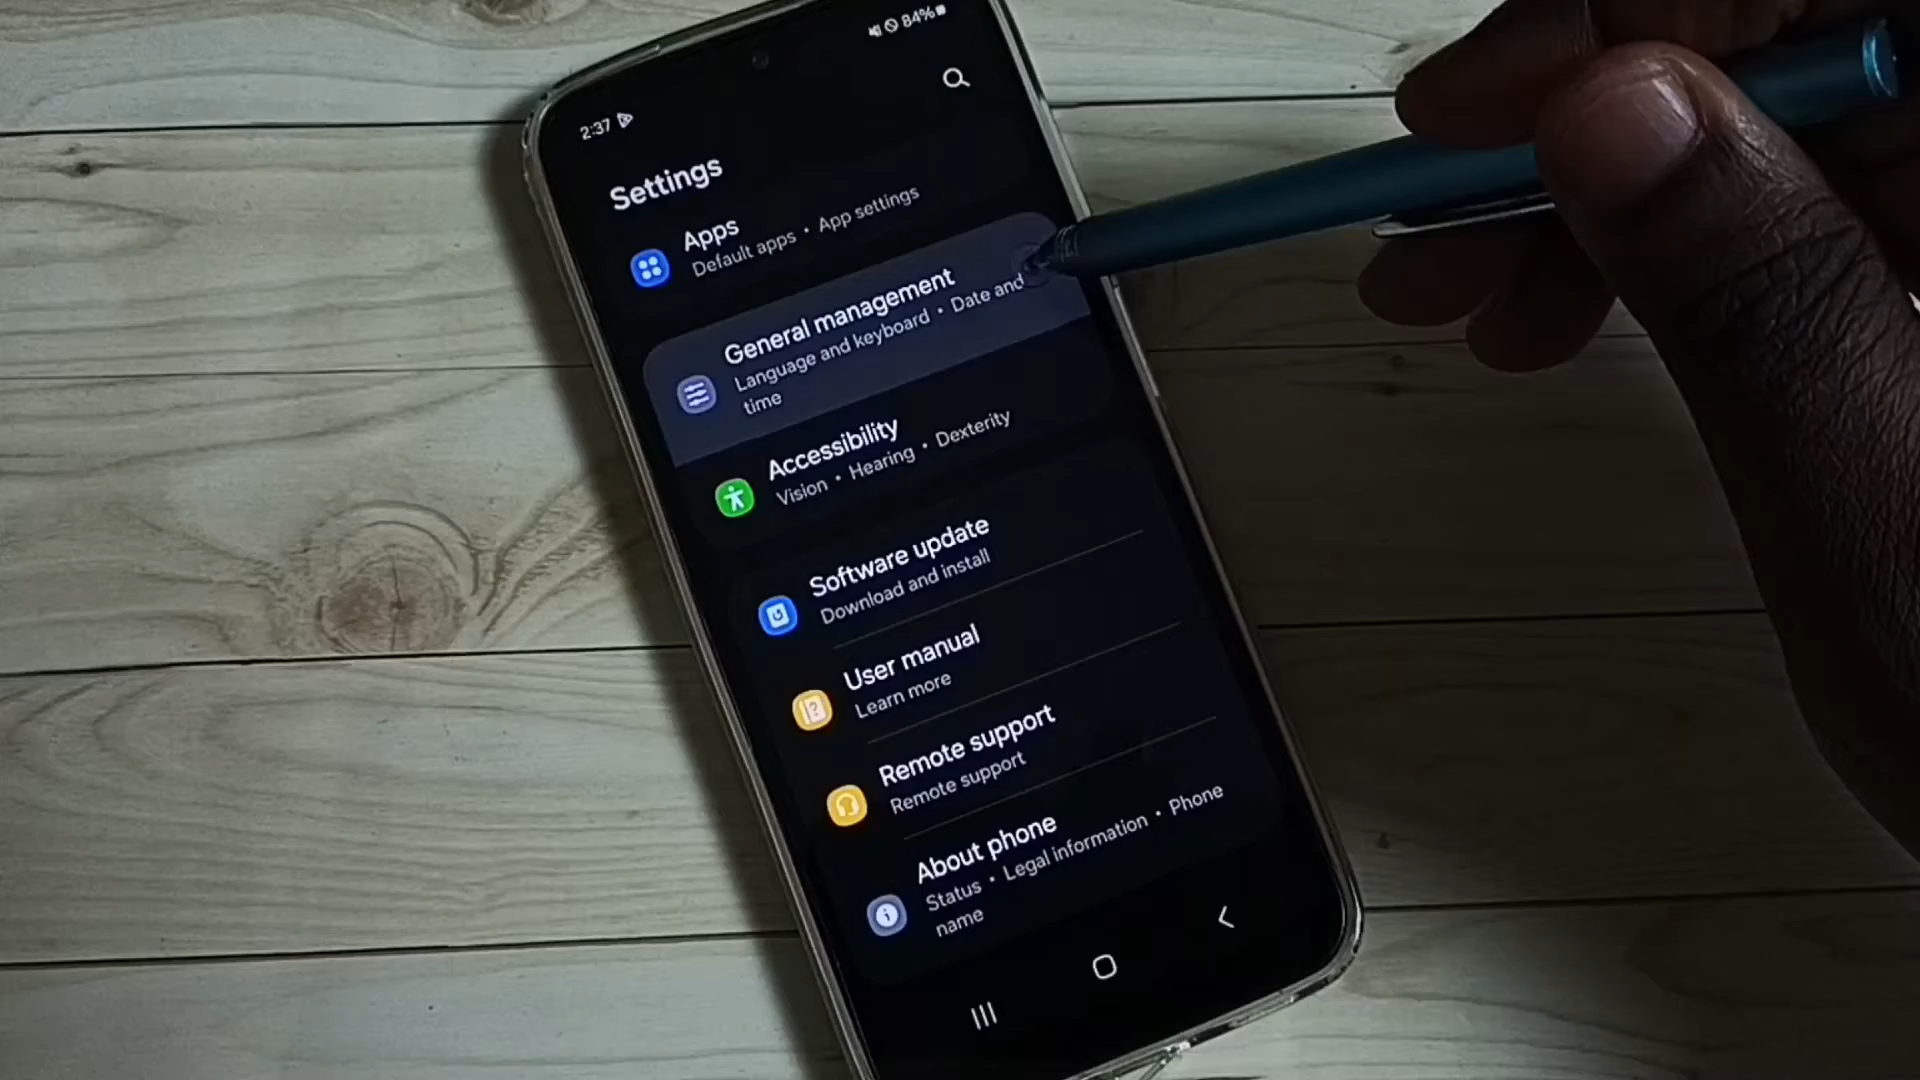 84%
2:37
Settings
Apps
Default apps • App settings
General management
Language and keyboard • Date and
time
Accessibility
Vision • Hearing • Dexterity
Software update
Download and install
User manual
Learn more
Remote support
Remote support
About phone
Status • Legal information • Phone
name